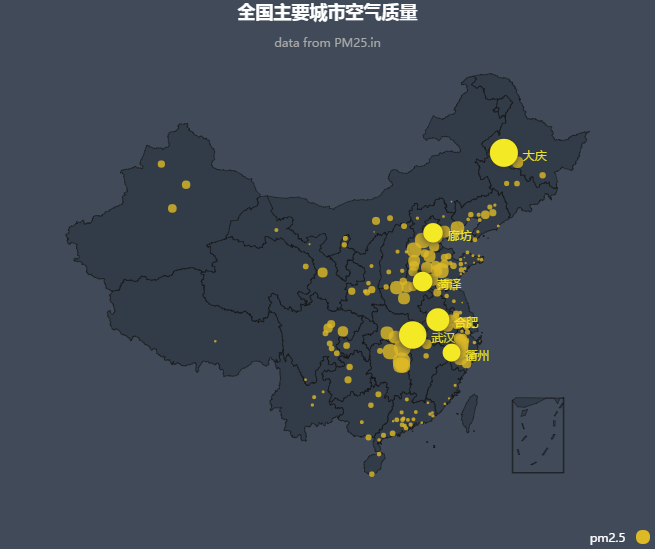 全国主要城市空气质量
data from PM25.in
大庆
廊坊
菏泽
合肥
武汉
衢州
pm2.5